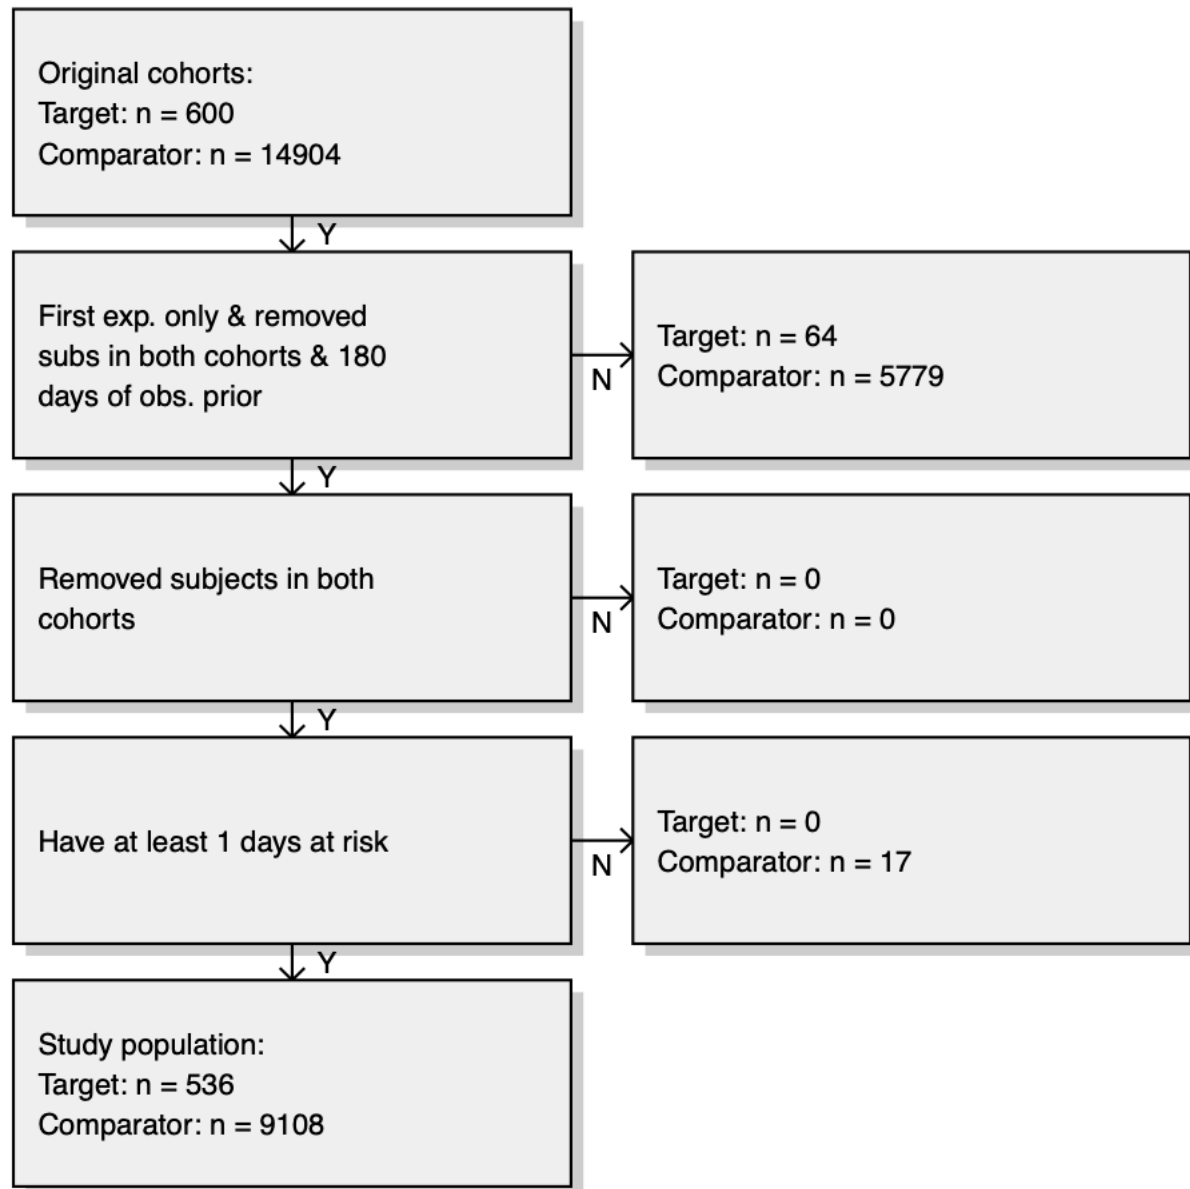 Original cohorts:
Target: n = 600
Comparator: n = 14904
Y
First exp. only & removed
subs in both cohorts & 180
days of obs. prior
N
Target: n = 64
Comparator: n = 5779
Y
Removed subjects in both
cohorts
N
Target: n = 0
Comparator: n = 0
Y
Have at least 1 days at risk
N
Target: n = 0
Comparator: n = 17
Y
Study population:
Target: n = 536
Comparator: n = 9108